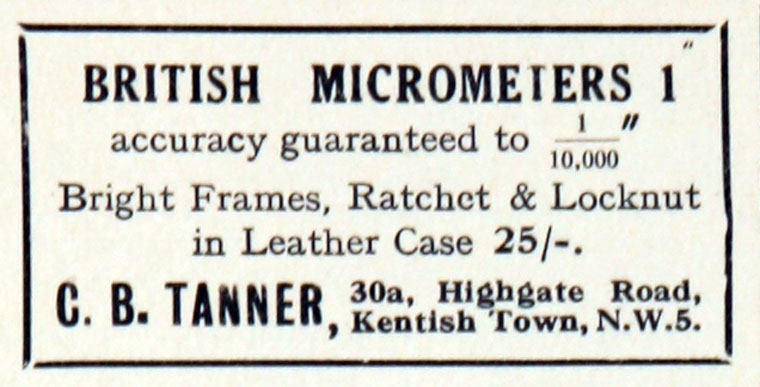 BRITISH MICROMETERS 1"
accuracy guaranteed to 1/10,000"
Bright Frames, Ratchet & Locknut
in Leather Case 25/-.
C. B. TANNER, 30a, Highgate Road,
Kentish Town, N.W.5.